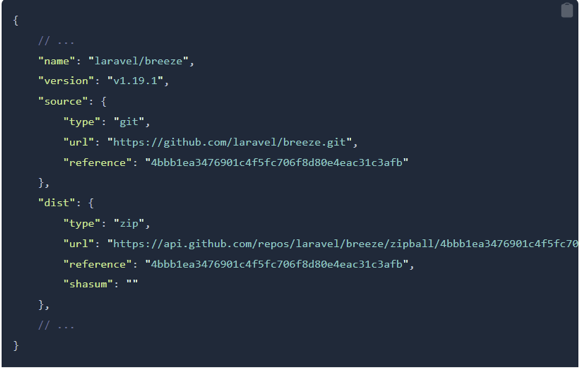 {
    // ...
    "name": "laravel/breeze",
    "version": "v1.19.1",
    "source": {
        "type": "git",
        "url": "https://github.com/laravel/breeze.git",
        "reference": "4bbb1ea3476901c4f5fc706f8d80e4eac31c3afb"
    },
    "dist": {
        "type": "zip",
        "url": "https://api.github.com/repos/laravel/breeze/zipball/4bbb1ea3476901c4f5fc70
        "reference": "4bbb1ea3476901c4f5fc706f8d80e4eac31c3afb",
        "shasum": ""
    },
    // ...
}